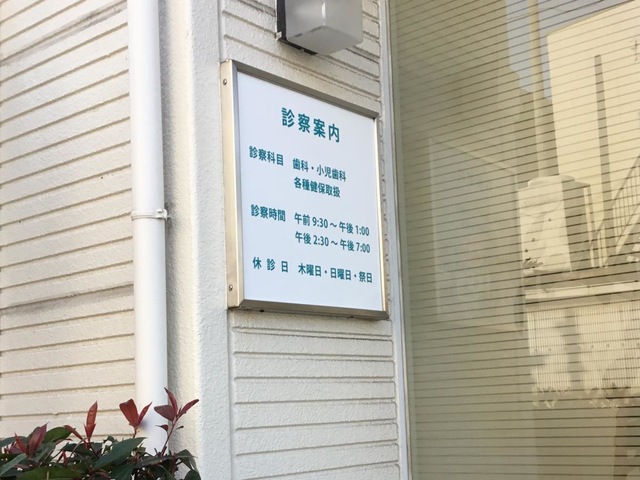 診察案内
診察科目 歯科・小児歯科
各種健保取扱
診察時間 午前 9:30～午後 1:00
午後 2:30～午後 7:00
休診日 木曜日・日曜日・祭日